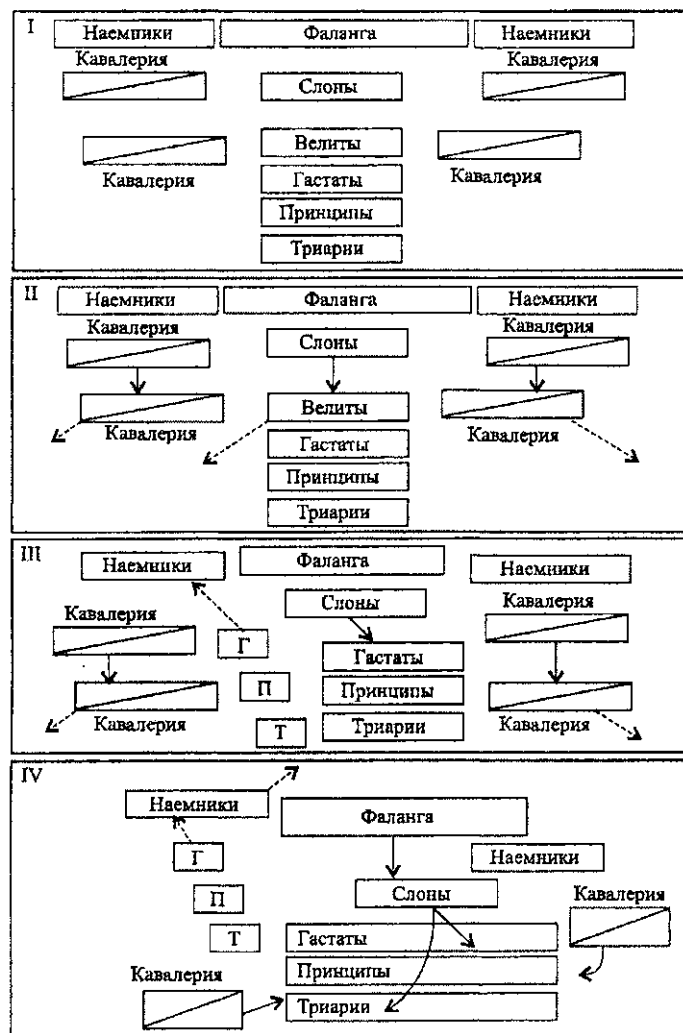 I
Наемники Фаланга Наемники
Кавалерия Кавалерия
Слоны
Велиты
Кавалерия Гастаты Кавалерия
Принципы
Триарии
II
Наемники Фаланга Наемники
Кавалерия Кавалерия
Слоны
Велиты
Кавалерия Кавалерия
Гастаты
Принципы
Триарии
III
Наемники Фаланга Наемники
Кавалерия Слоны Кавалерия
Г Гастаты
П Принципы
Кавалерия Т Триарии Кавалерия
IV
Наемники Фаланга
Г Наемники
П Слоны Кавалерия
Т Гастаты
Кавалерия Принципы
Триарии